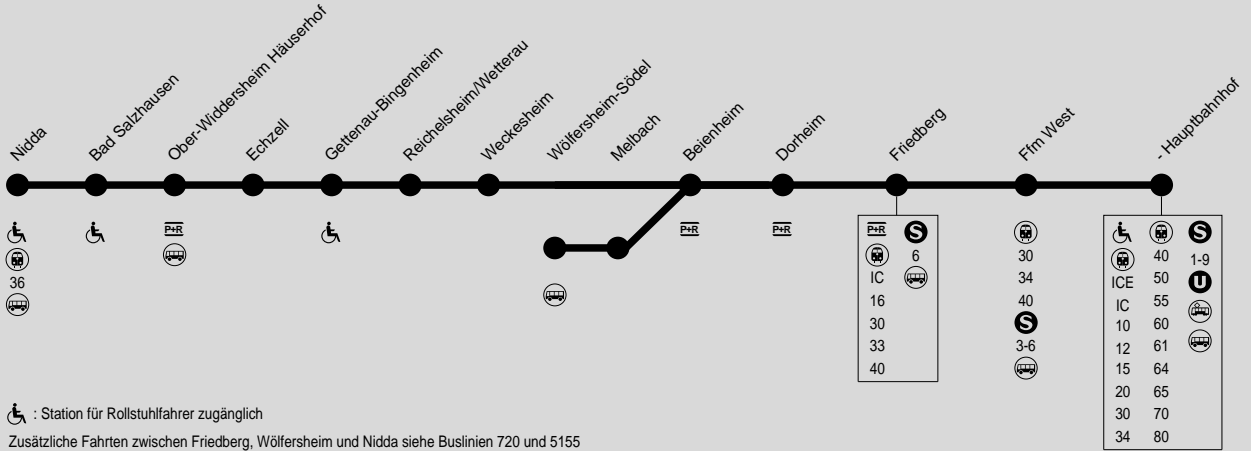 Nidda
Bad Salzhausen
Ober-Widdersheim Häuserhof
Echzell
Gettenau-Bingenheim
Reichelsheim/Wetterau
Weckesheim
Wölfersheim-Södel
Melbach
Beienheim
Dorheim
Friedberg
Ffm West
- Hauptbahnhof
36
P+R
P+R
P+R
P+R
IC
16
30
33
40
S
6
30
34
40
S
3-6
ICE
IC
10
12
15
20
30
34
40
50
55
60
61
64
65
70
80
S
1-9
U
: Station für Rollstuhlfahrer zugänglich
Zusätzliche Fahrten zwischen Friedberg, Wölfersheim und Nidda siehe Buslinien 720 und 5155